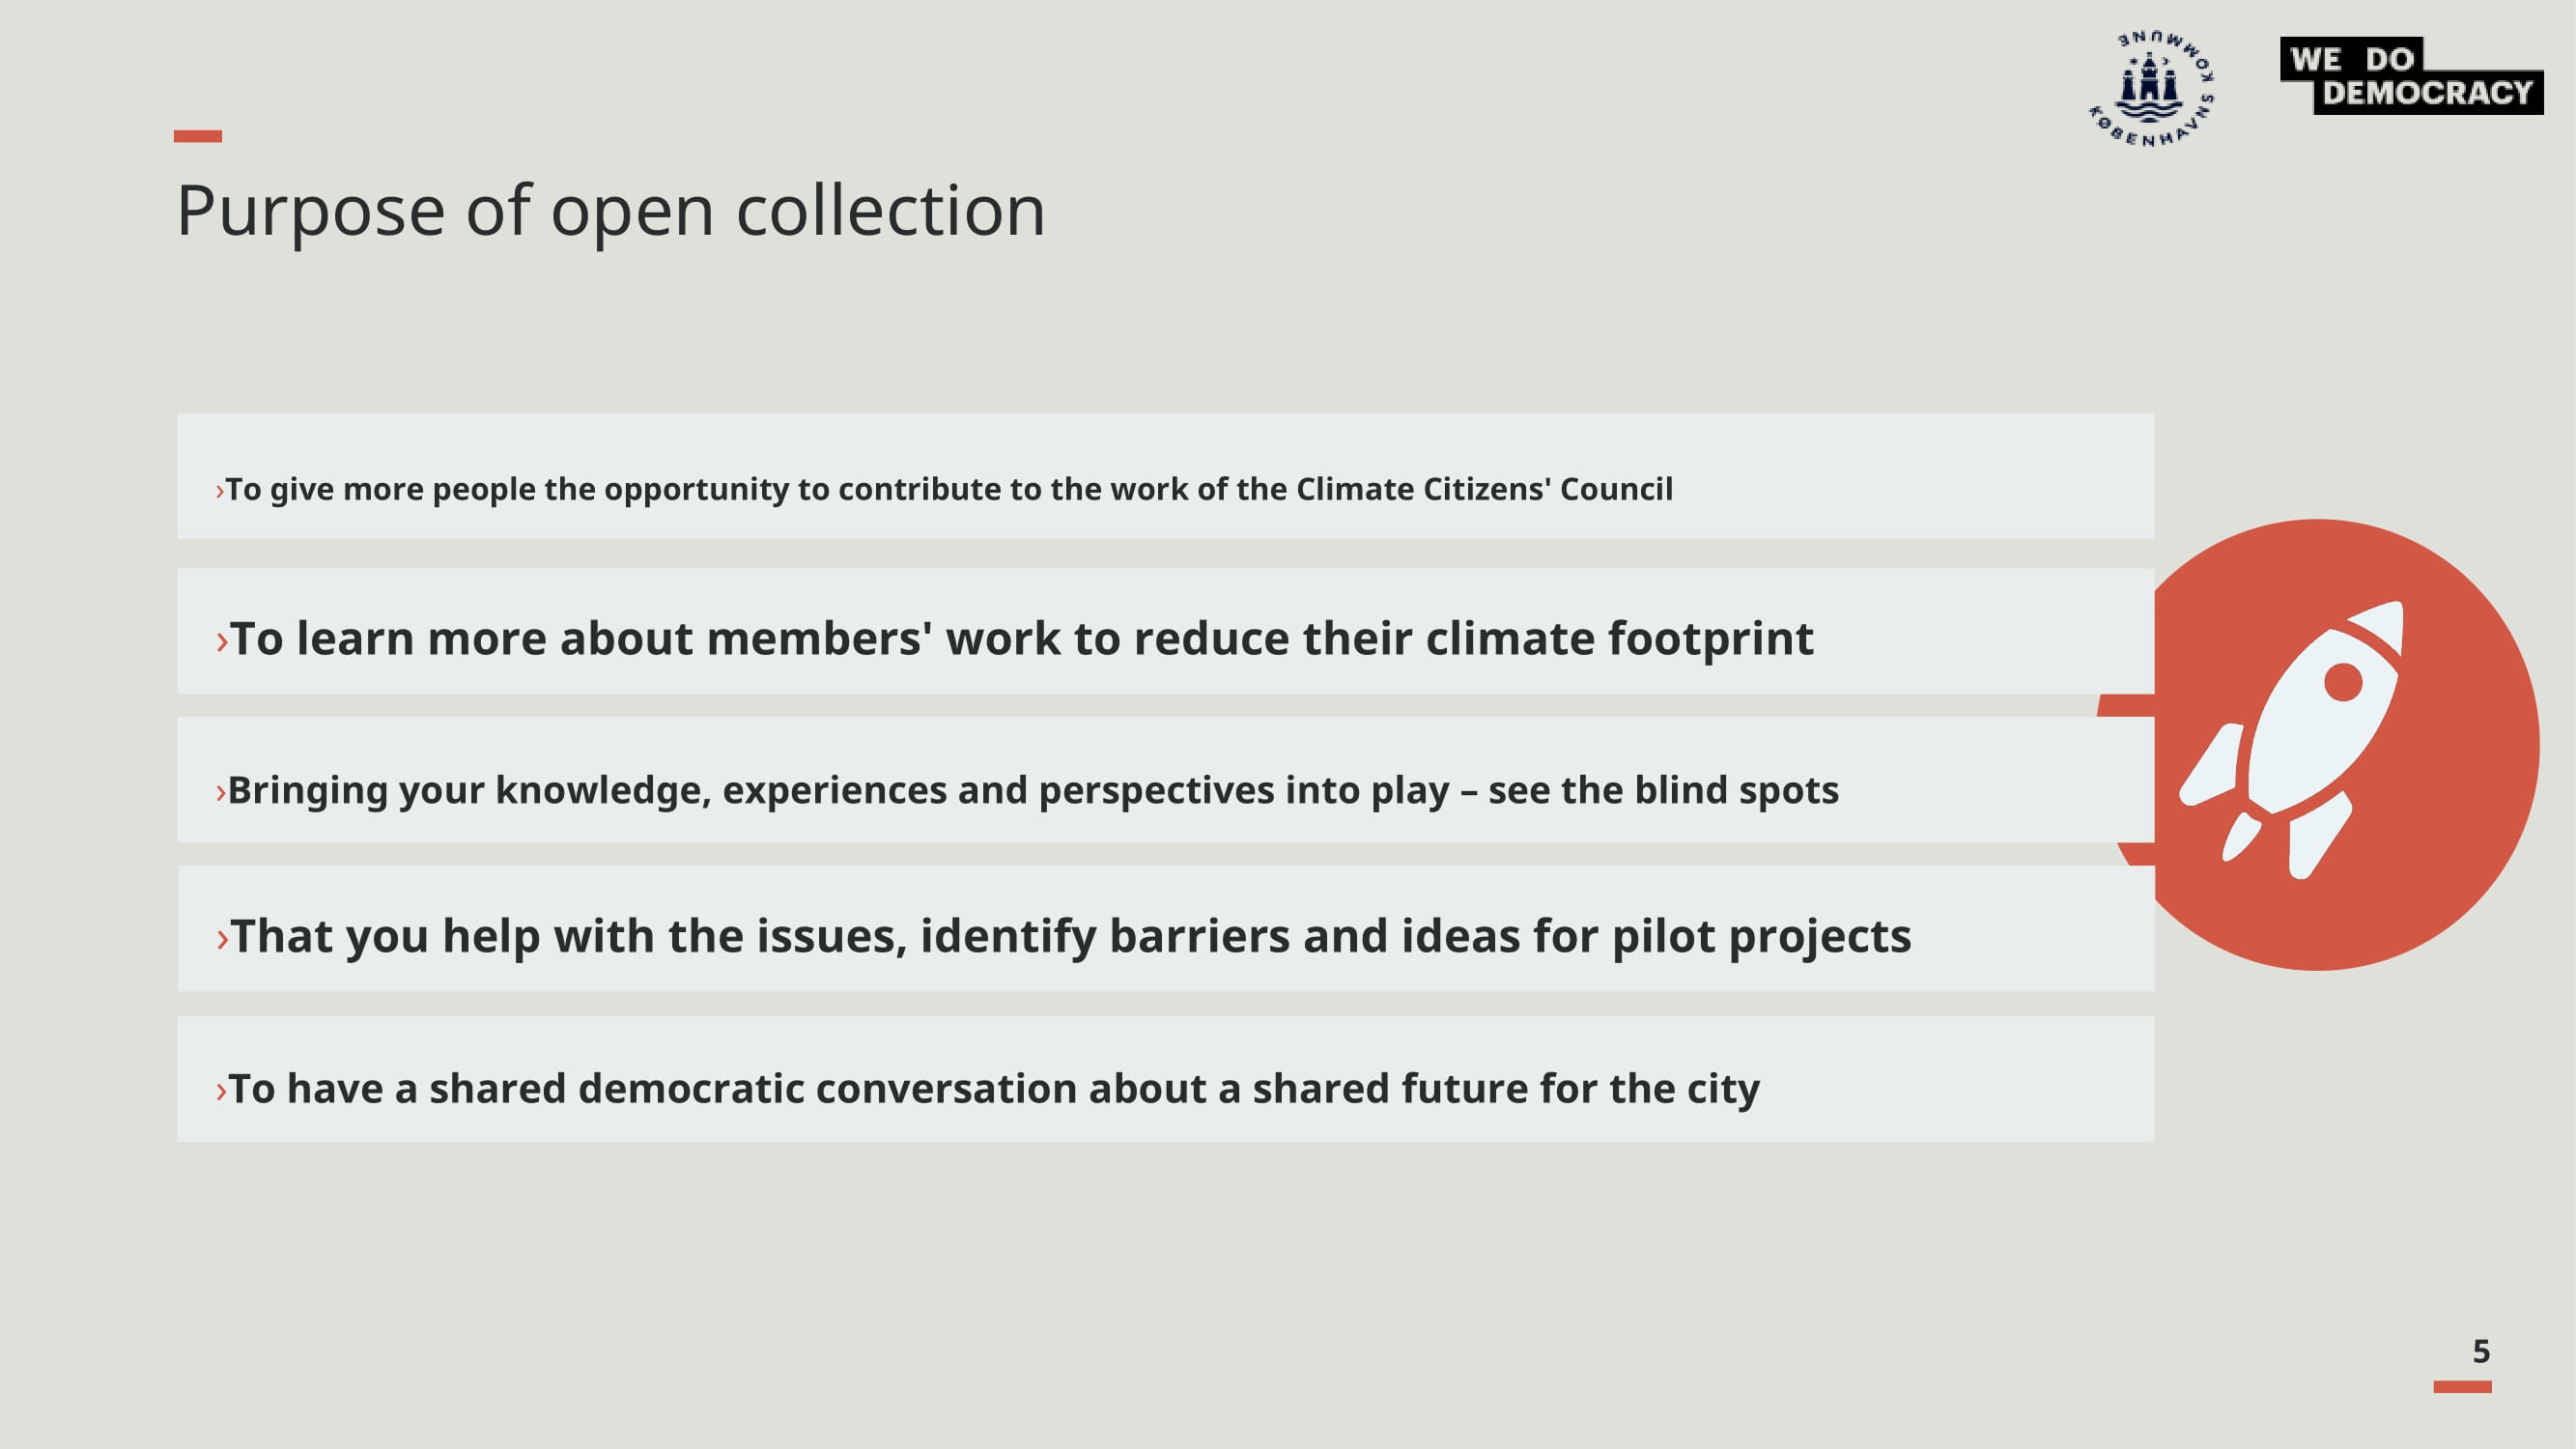 KØBENHAVNS KOMMUNE
WE DO
DEMOCRACY
Purpose of open collection
›To give more people the opportunity to contribute to the work of the Climate Citizens' Council
›To learn more about members' work to reduce their climate footprint
›Bringing your knowledge, experiences and perspectives into play – see the blind spots
›That you help with the issues, identify barriers and ideas for pilot projects
›To have a shared democratic conversation about a shared future for the city
5